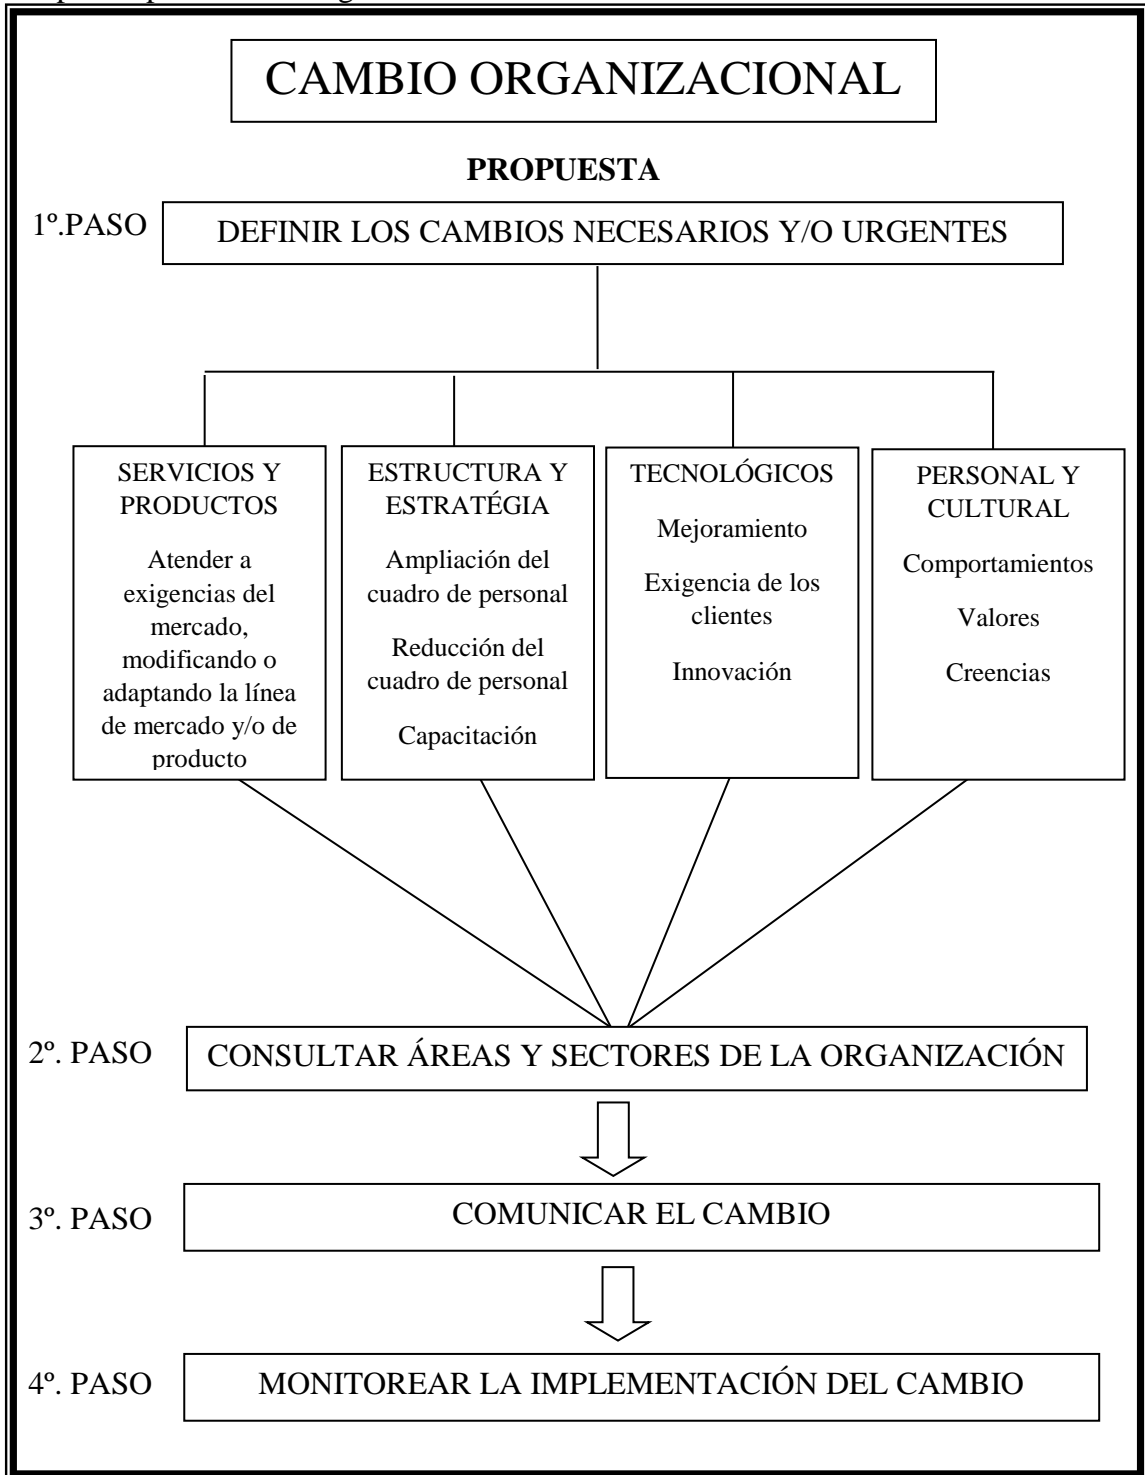 CAMBIO ORGANIZACIONAL
PROPUESTA
1º.PASO
DEFINIR LOS CAMBIOS NECESARIOS Y/O URGENTES
SERVICIOS Y
PRODUCTOS
Atender a
exigencias del
mercado,
modificando o
adaptando la línea
de mercado y/o de
producto
ESTRUCTURA Y
ESTRATÉGIA
Ampliación del
cuadro de personal
Reducción del
cuadro de personal
Capacitación
TECNOLÓGICOS
Mejoramiento
Exigencia de los
clientes
Innovación
PERSONAL Y
CULTURAL
Comportamientos
Valores
Creencias
2º. PASO
CONSULTAR ÁREAS Y SECTORES DE LA ORGANIZACIÓN
3º. PASO
COMUNICAR EL CAMBIO
4º. PASO
MONITOREAR LA IMPLEMENTACIÓN DEL CAMBIO